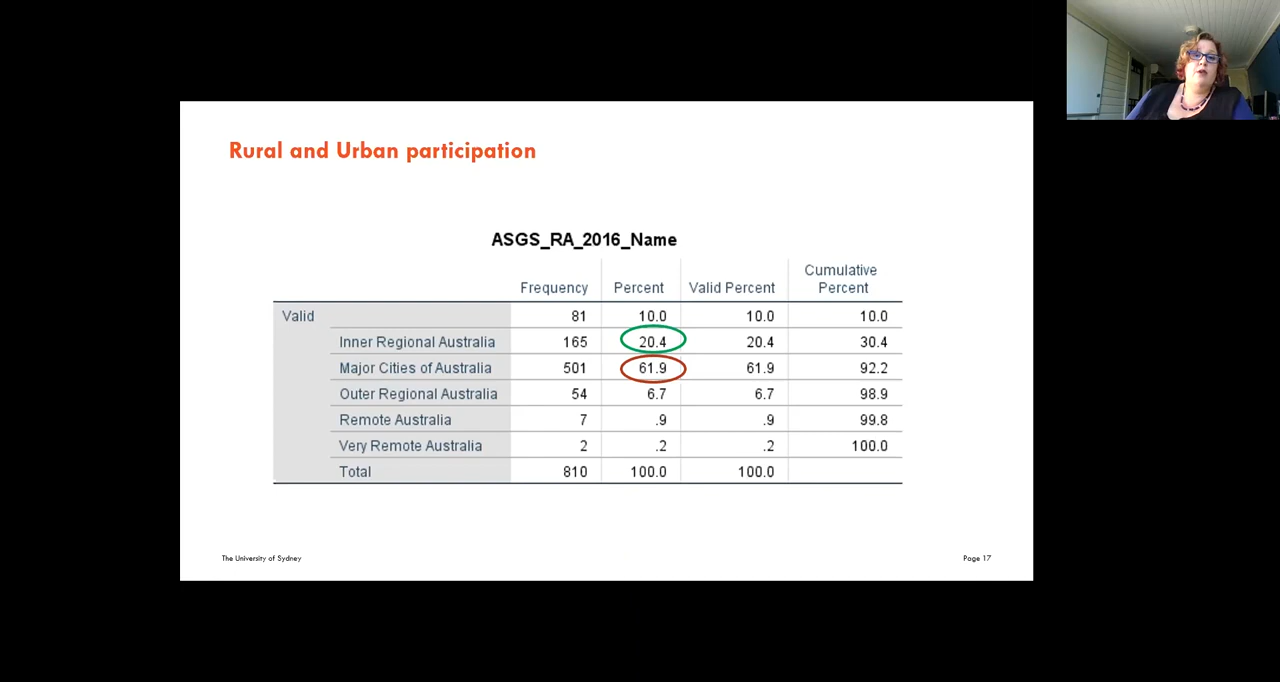 Rural and Urban participation
ASGS_RA_2016_Name
Frequency Percent Valid Percent Cumulative Percent
Valid 81 10.0 10.0 10.0
Inner Regional Australia 165 20.4 20.4 30.4
Major Cities of Australia 501 61.9 61.9 92.2
Outer Regional Australia 54 6.7 6.7 98.9
Remote Australia 7 .9 .9 99.8
Very Remote Australia 2 .2 .2 100.0
Total 810 100.0 100.0
The University of Sydney Page 17